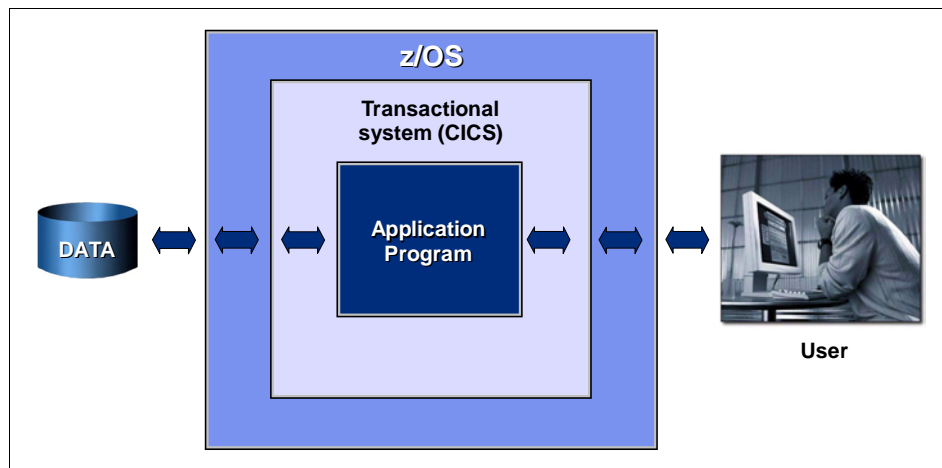 z/OS
Transactional
system (CICS)
DATA
Application
Program
User